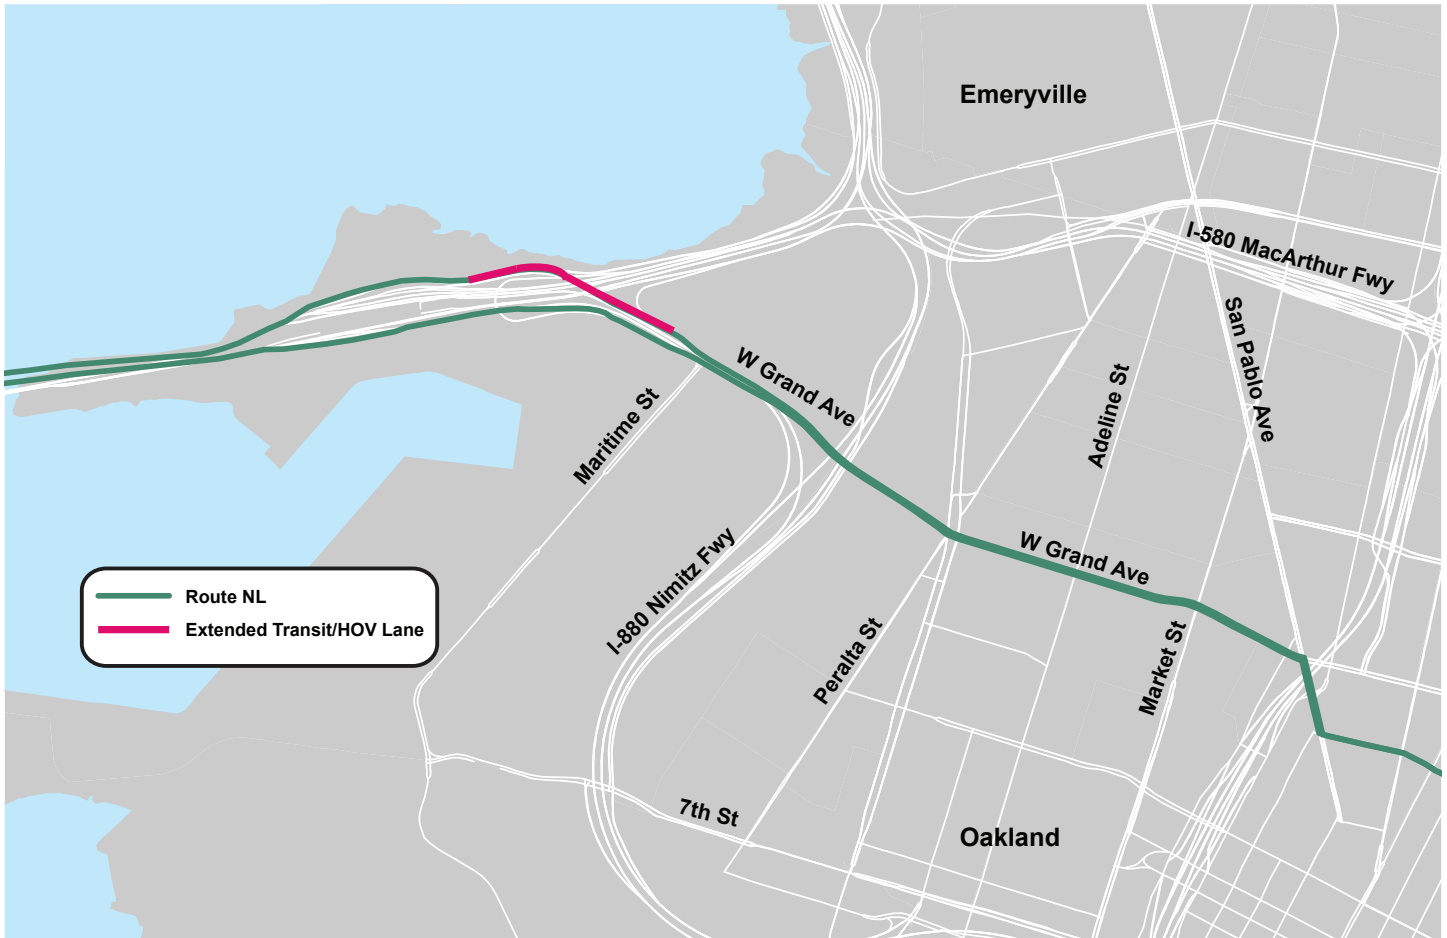 Emeryville
I-580 MacArthur Fwy
San Pablo Ave
W Grand Ave
Adeline St
Maritime St
W Grand Ave
I-880 Nimitz Fwy
Route NL
Extended Transit/HOV Lane
Peralta St
Market St
7th St
Oakland